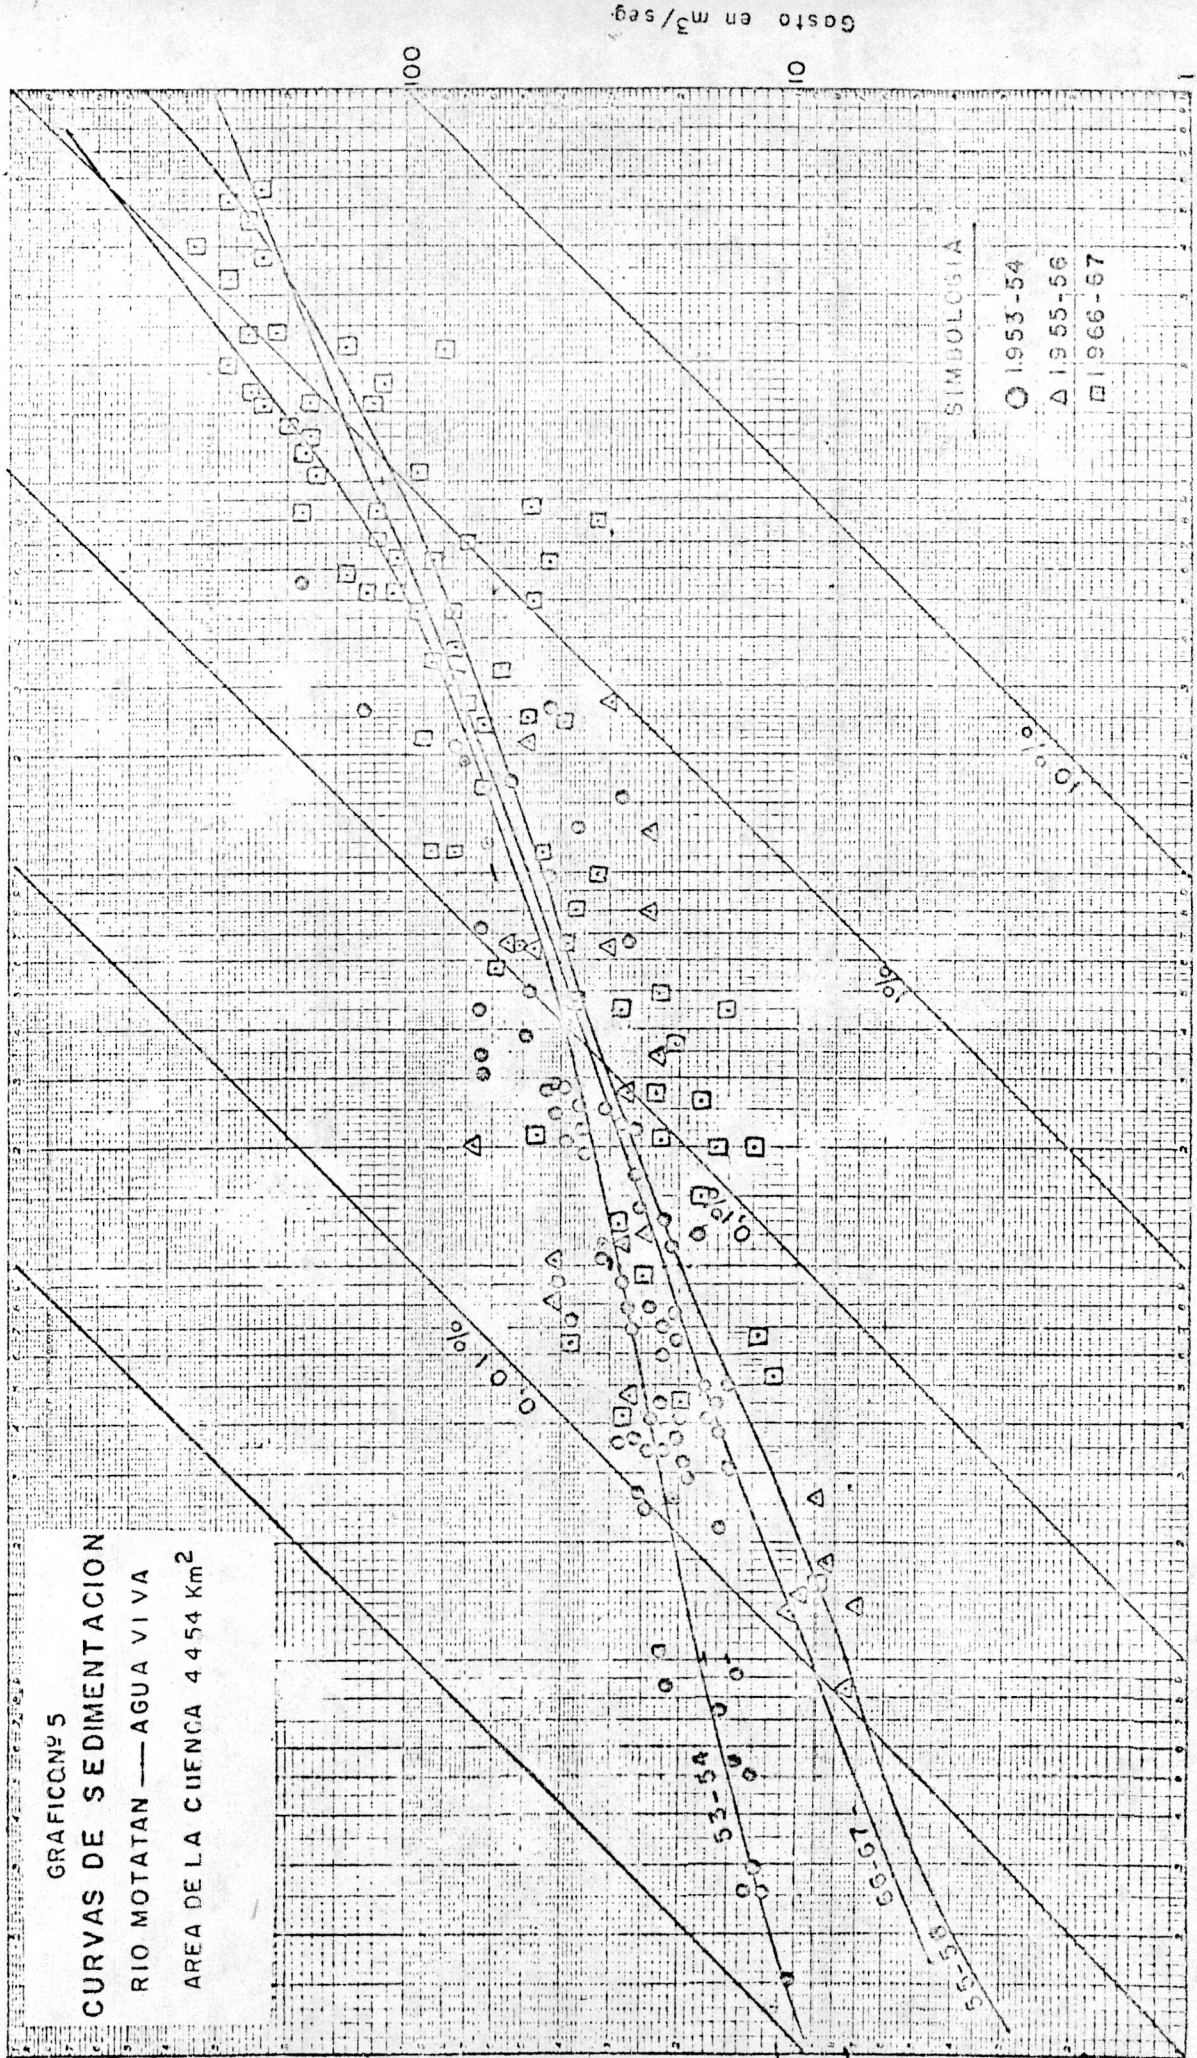 GRAFICO Nº 5
CURVAS DE SEDIMENTACION
RIO MOTATAN — AGUA VIVA
AREA DE LA CUENCA 4454 Km²
Gasto en m³/seg.
100
10
1
SIMBOLOGIA
○ 1.953-54
△ 1955-56
□ 1966-67
0,01%
0,1%
1%
10%
53-54
66-67
55-56